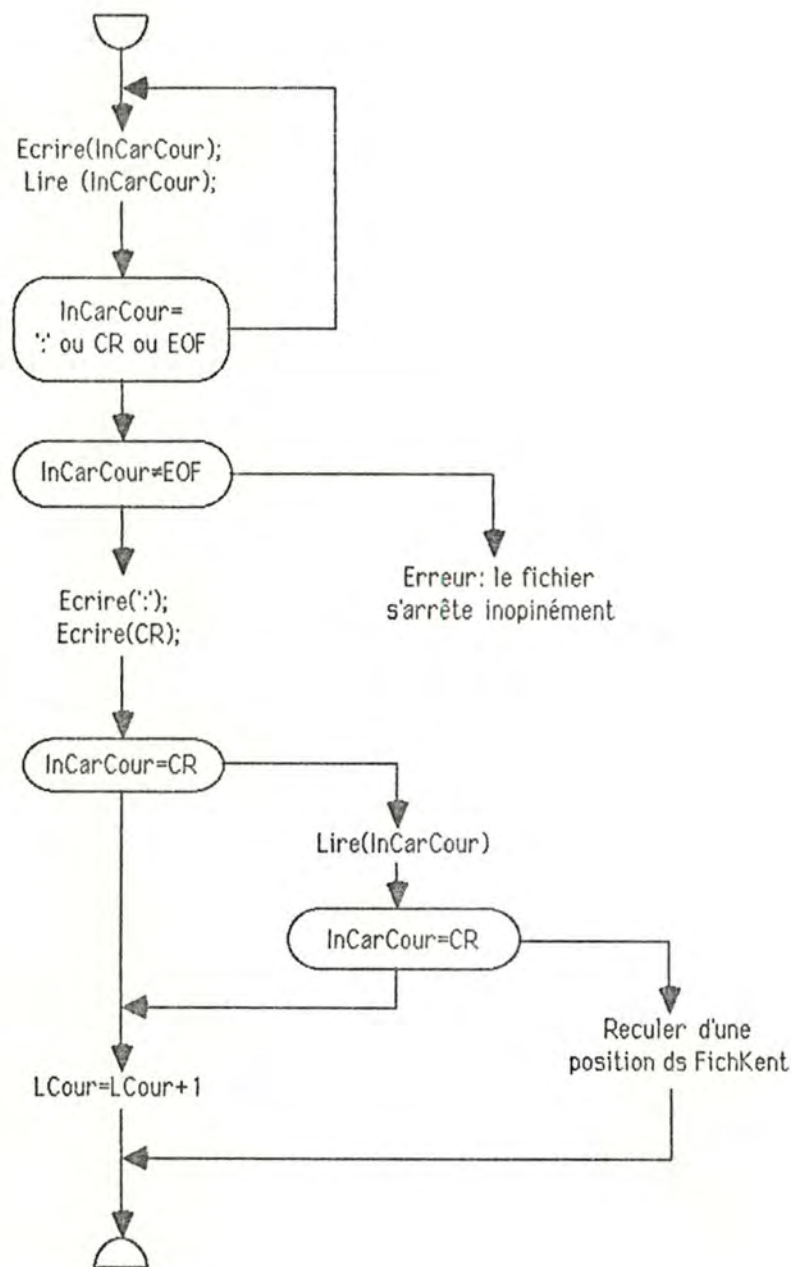 Ecrire(InCarCour);
Lire (InCarCour);
InCarCour=
':' ou CR ou EOF
InCarCour≠EOF
Erreur: le fichier
s'arrête inopinément
Ecrire(':');
Ecrire(CR);
InCarCour=CR
Lire(InCarCour)
InCarCour=CR
Reculer d'une
position ds FichKent
LCour=LCour+1